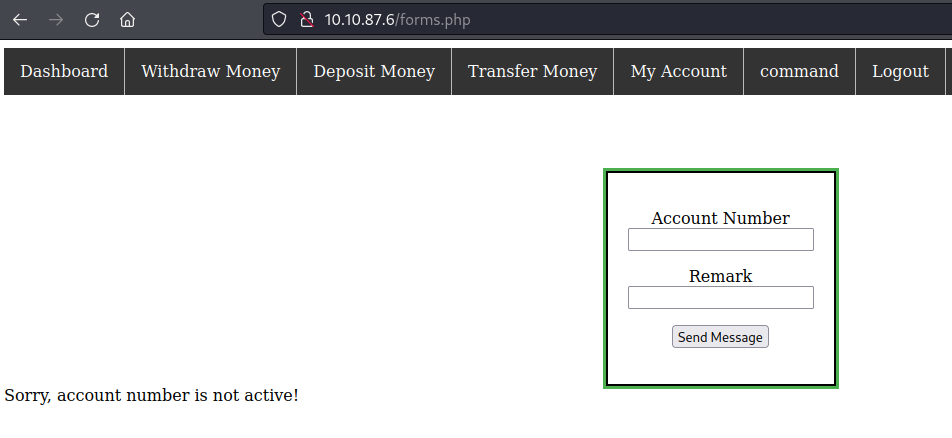 10.10.87.6/forms.php
Dashboard Withdraw Money Deposit Money Transfer Money My Account command Logout
Account Number
Remark
Send Message
Sorry, account number is not active!